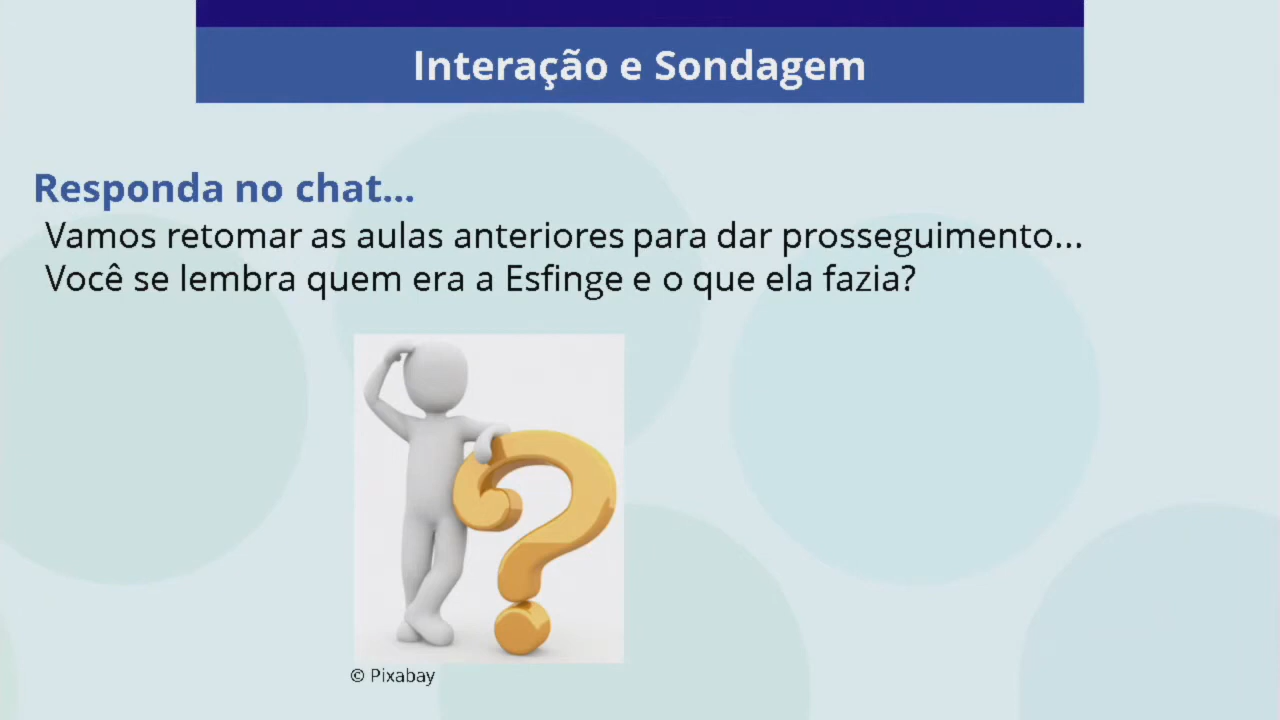 Interação e Sondagem
Responda no chat...
Vamos retomar as aulas anteriores para dar prosseguimento...
Você se lembra quem era a Esfinge e o que ela fazia?
© Pixabay